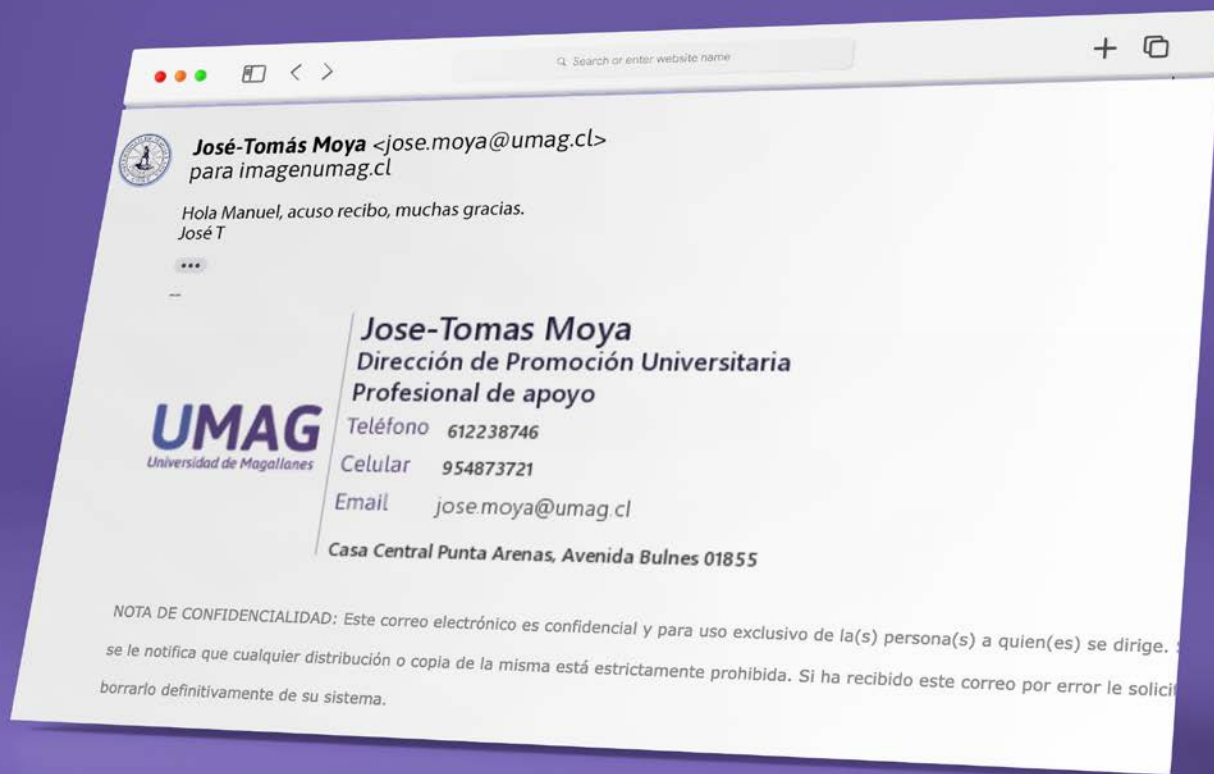 Search or enter website name
José-Tomás Moya <jose.moya@umag.cl>
para imagenumag.cl
Hola Manuel, acuso recibo, muchas gracias.
José T
--
UMAG
Universidad de Magallanes
Jose-Tomas Moya
Dirección de Promoción Universitaria
Profesional de apoyo
Teléfono 612238746
Celular 954873721
Email jose.moya@umag.cl
Casa Central Punta Arenas, Avenida Bulnes 01855
NOTA DE CONFIDENCIALIDAD: Este correo electrónico es confidencial y para uso exclusivo de la(s) persona(s) a quien(es) se dirige.
se le notifica que cualquier distribución o copia de la misma está estrictamente prohibida. Si ha recibido este correo por error le solicit
borrarlo definitivamente de su sistema.